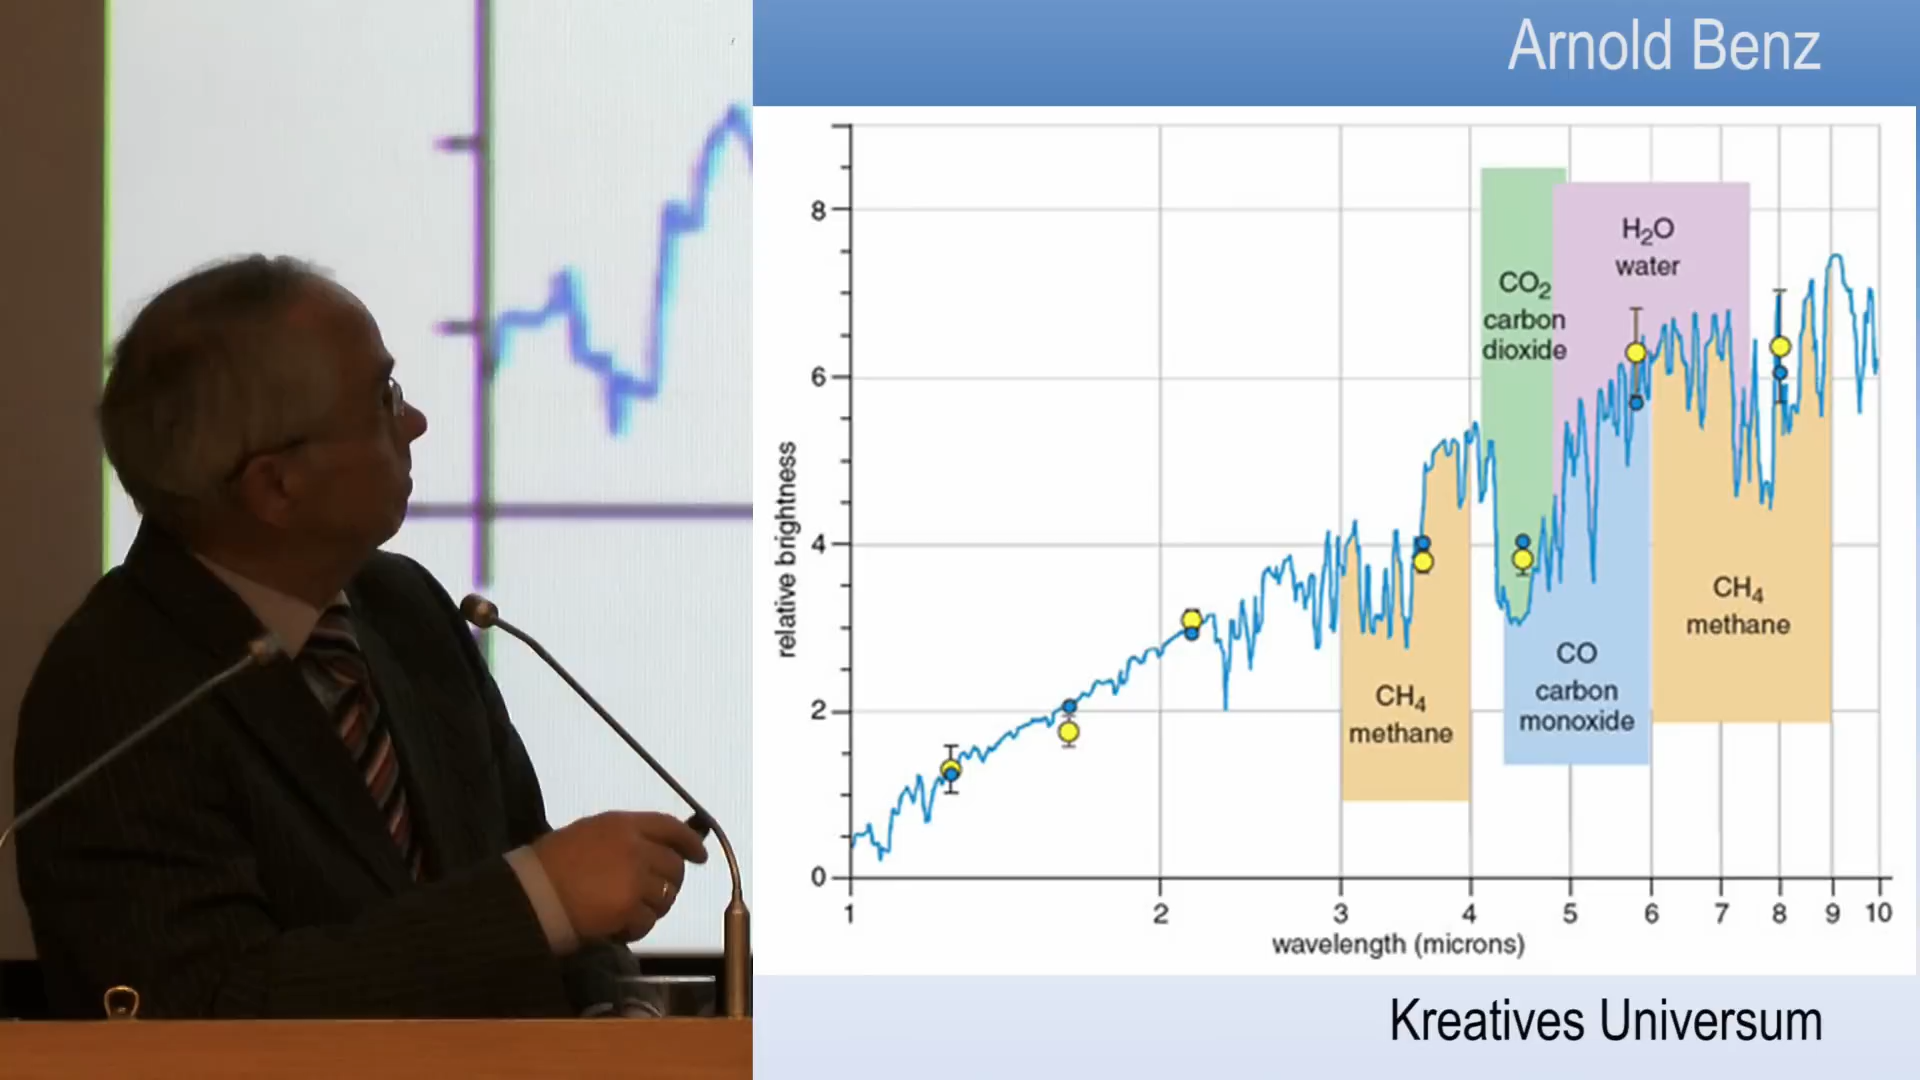 Arnold Benz
8
6
4
2
0
relative brightness
CO2
carbon
dioxide
H2O
water
CH4
methane
CO
carbon
monoxide
CH4
methane
1 2 3 4 5 6 7 8 9 10
wavelength (microns)
Kreatives Universum